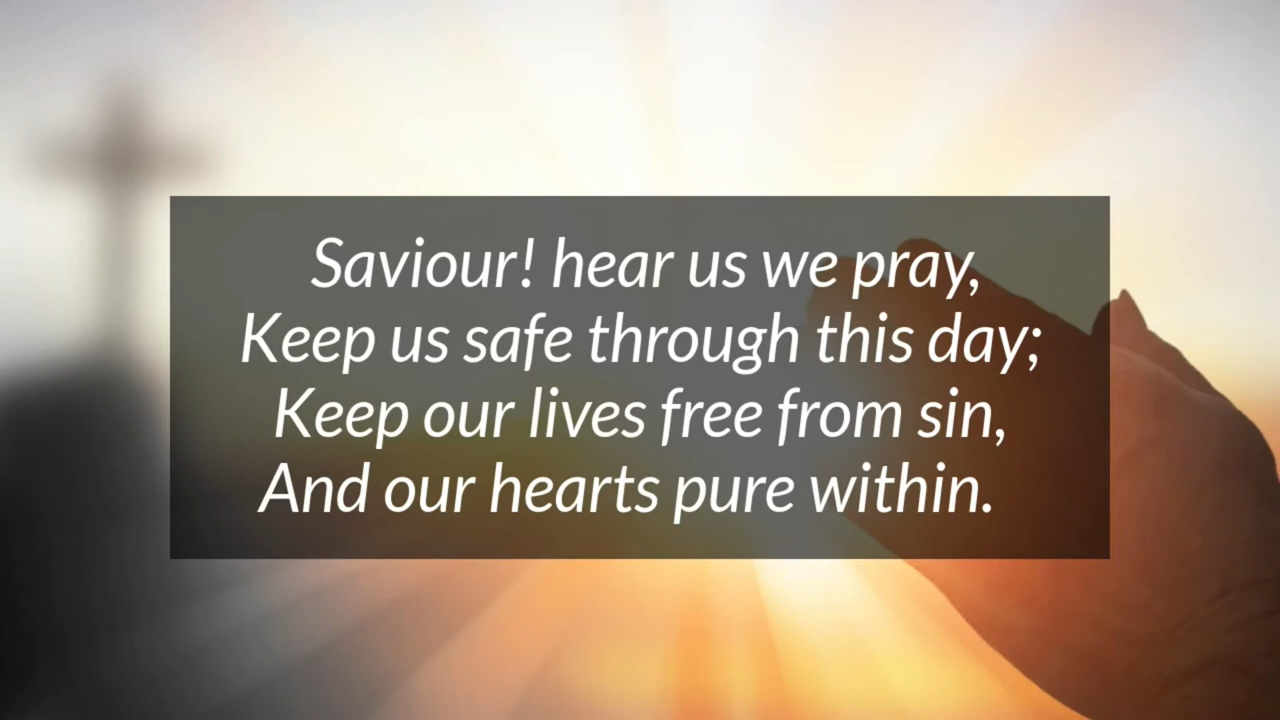 Saviour! hear us we pray,
Keep us safe through this day;
Keep our lives free from sin,
And our hearts pure within.